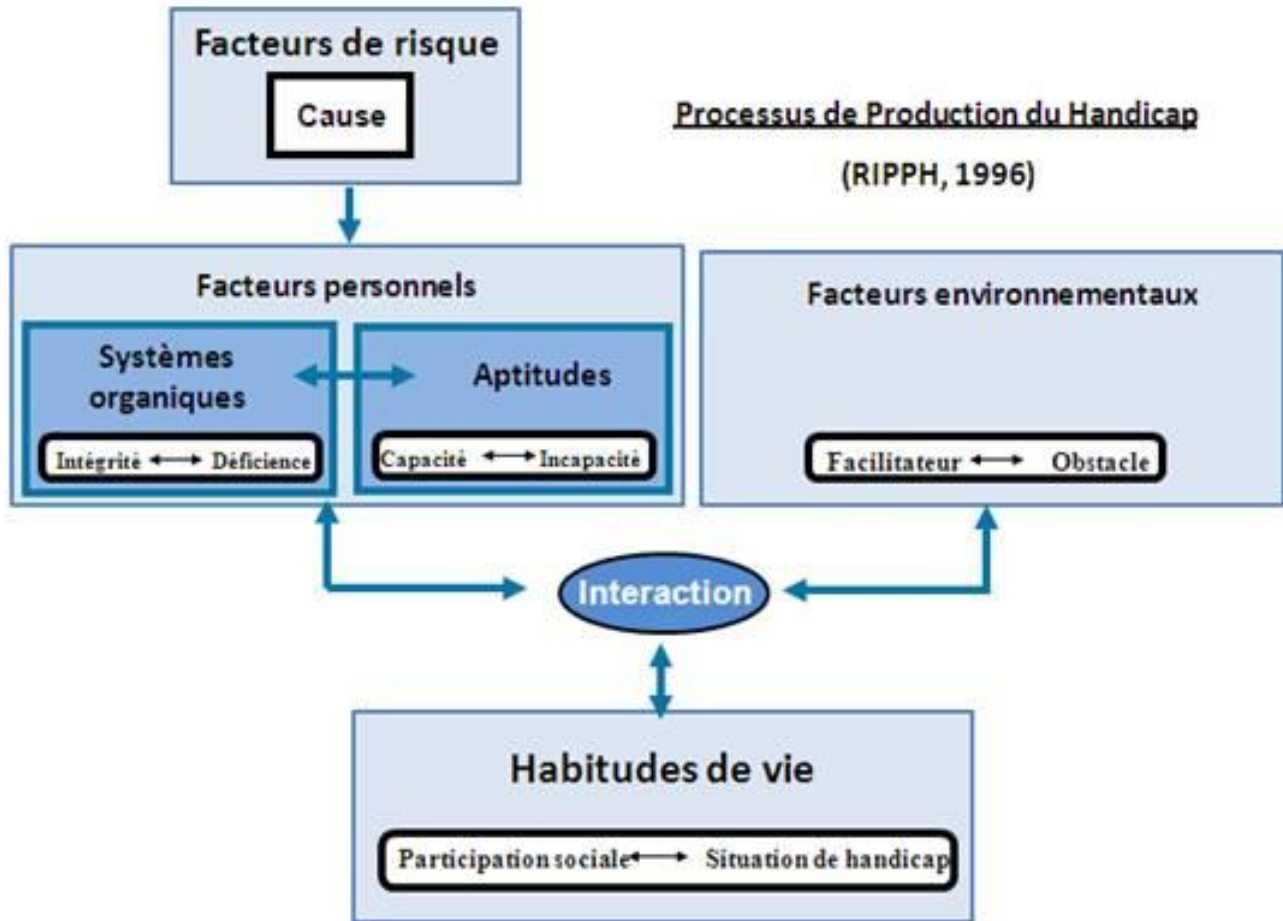 Facteurs de risque
Cause
Processus de Production du Handicap
(RIPPH, 1996)
Facteurs personnels
Systèmes
organiques
Aptitudes
Intégrité Déficience
Capacité Incapacité
Facteurs environnementaux
Facilitateur Obstacle
Interaction
Habitudes de vie
Participation sociale Situation de handicap